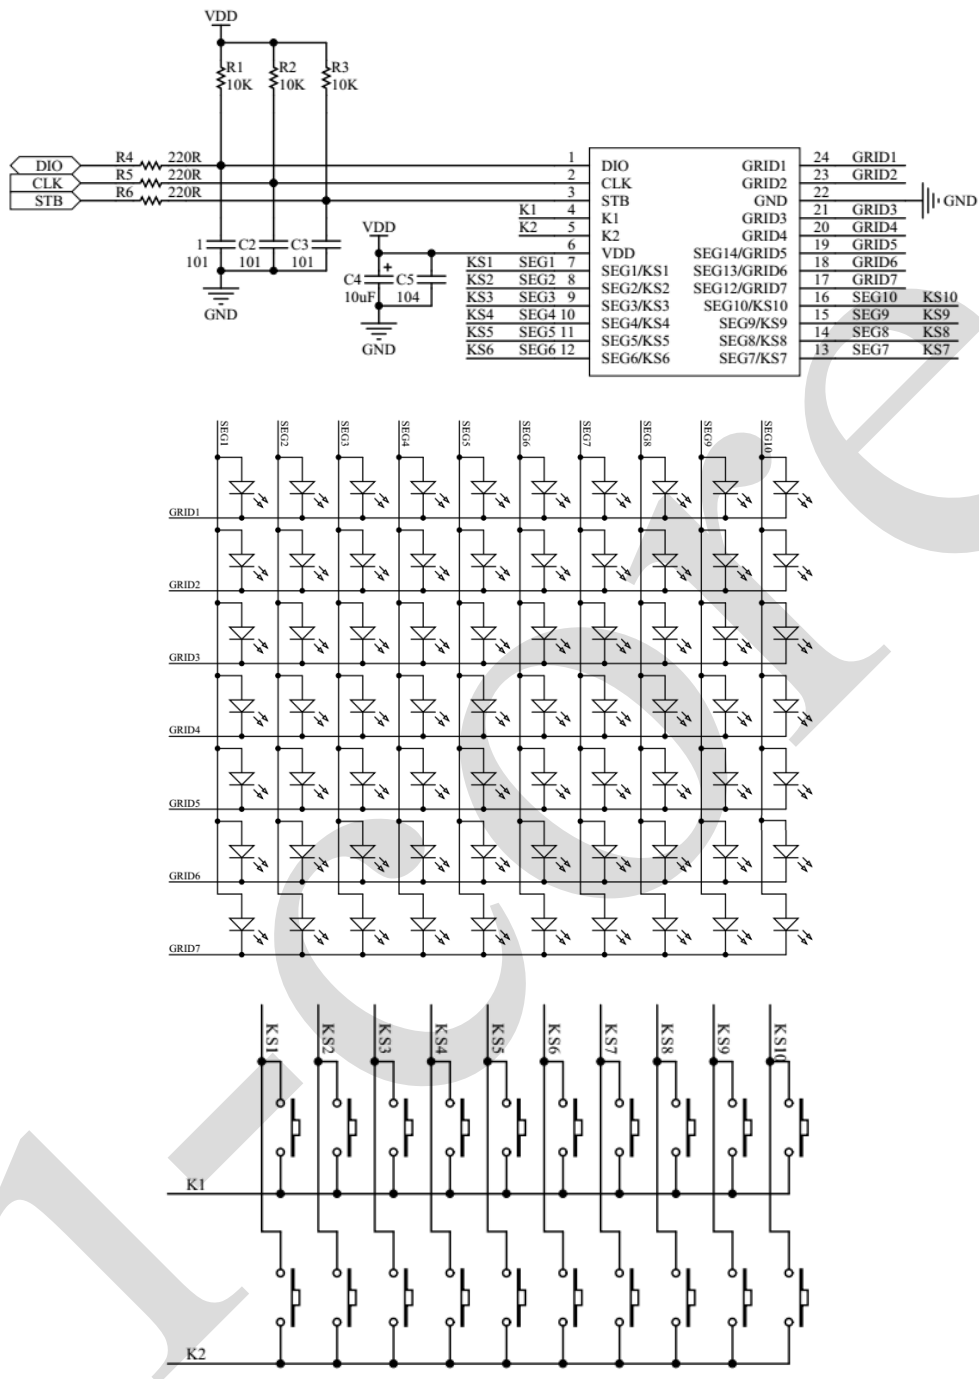 VDD
R1 R2 R3
10K 10K 10K
DIO R4 220R
CLK R5 220R
STB R6 220R
1 C2 C3
101 101 101
GND
VDD
C4 + C5
10uF 104
GND
K1
K2
KS1 SEG1
KS2 SEG2
KS3 SEG3
KS4 SEG4
KS5 SEG5
KS6 SEG6
1 DIO GRID1 24 GRID1
2 CLK GRID2 23 GRID2
3 STB GND 22 GND
4 K1 GRID3 21 GRID3
5 K2 GRID4 20 GRID4
6 VDD SEG14/GRID5 19 GRID5
7 SEG1/KS1 SEG13/GRID6 18 GRID6
8 SEG2/KS2 SEG12/GRID7 17 GRID7
9 SEG3/KS3 SEG10/KS10 16 SEG10 KS10
10 SEG4/KS4 SEG9/KS9 15 SEG9 KS9
11 SEG5/KS5 SEG8/KS8 14 SEG8 KS8
12 SEG6/KS6 SEG7/KS7 13 SEG7 KS7
SEG1 SEG2 SEG3 SEG4 SEG5 SEG6 SEG7 SEG8 SEG9 SEG10
GRID1
GRID2
GRID3
GRID4
GRID5
GRID6
GRID7
KS1 KS2 KS3 KS4 KS5 KS6 KS7 KS8 KS9 KS10
K1
K2